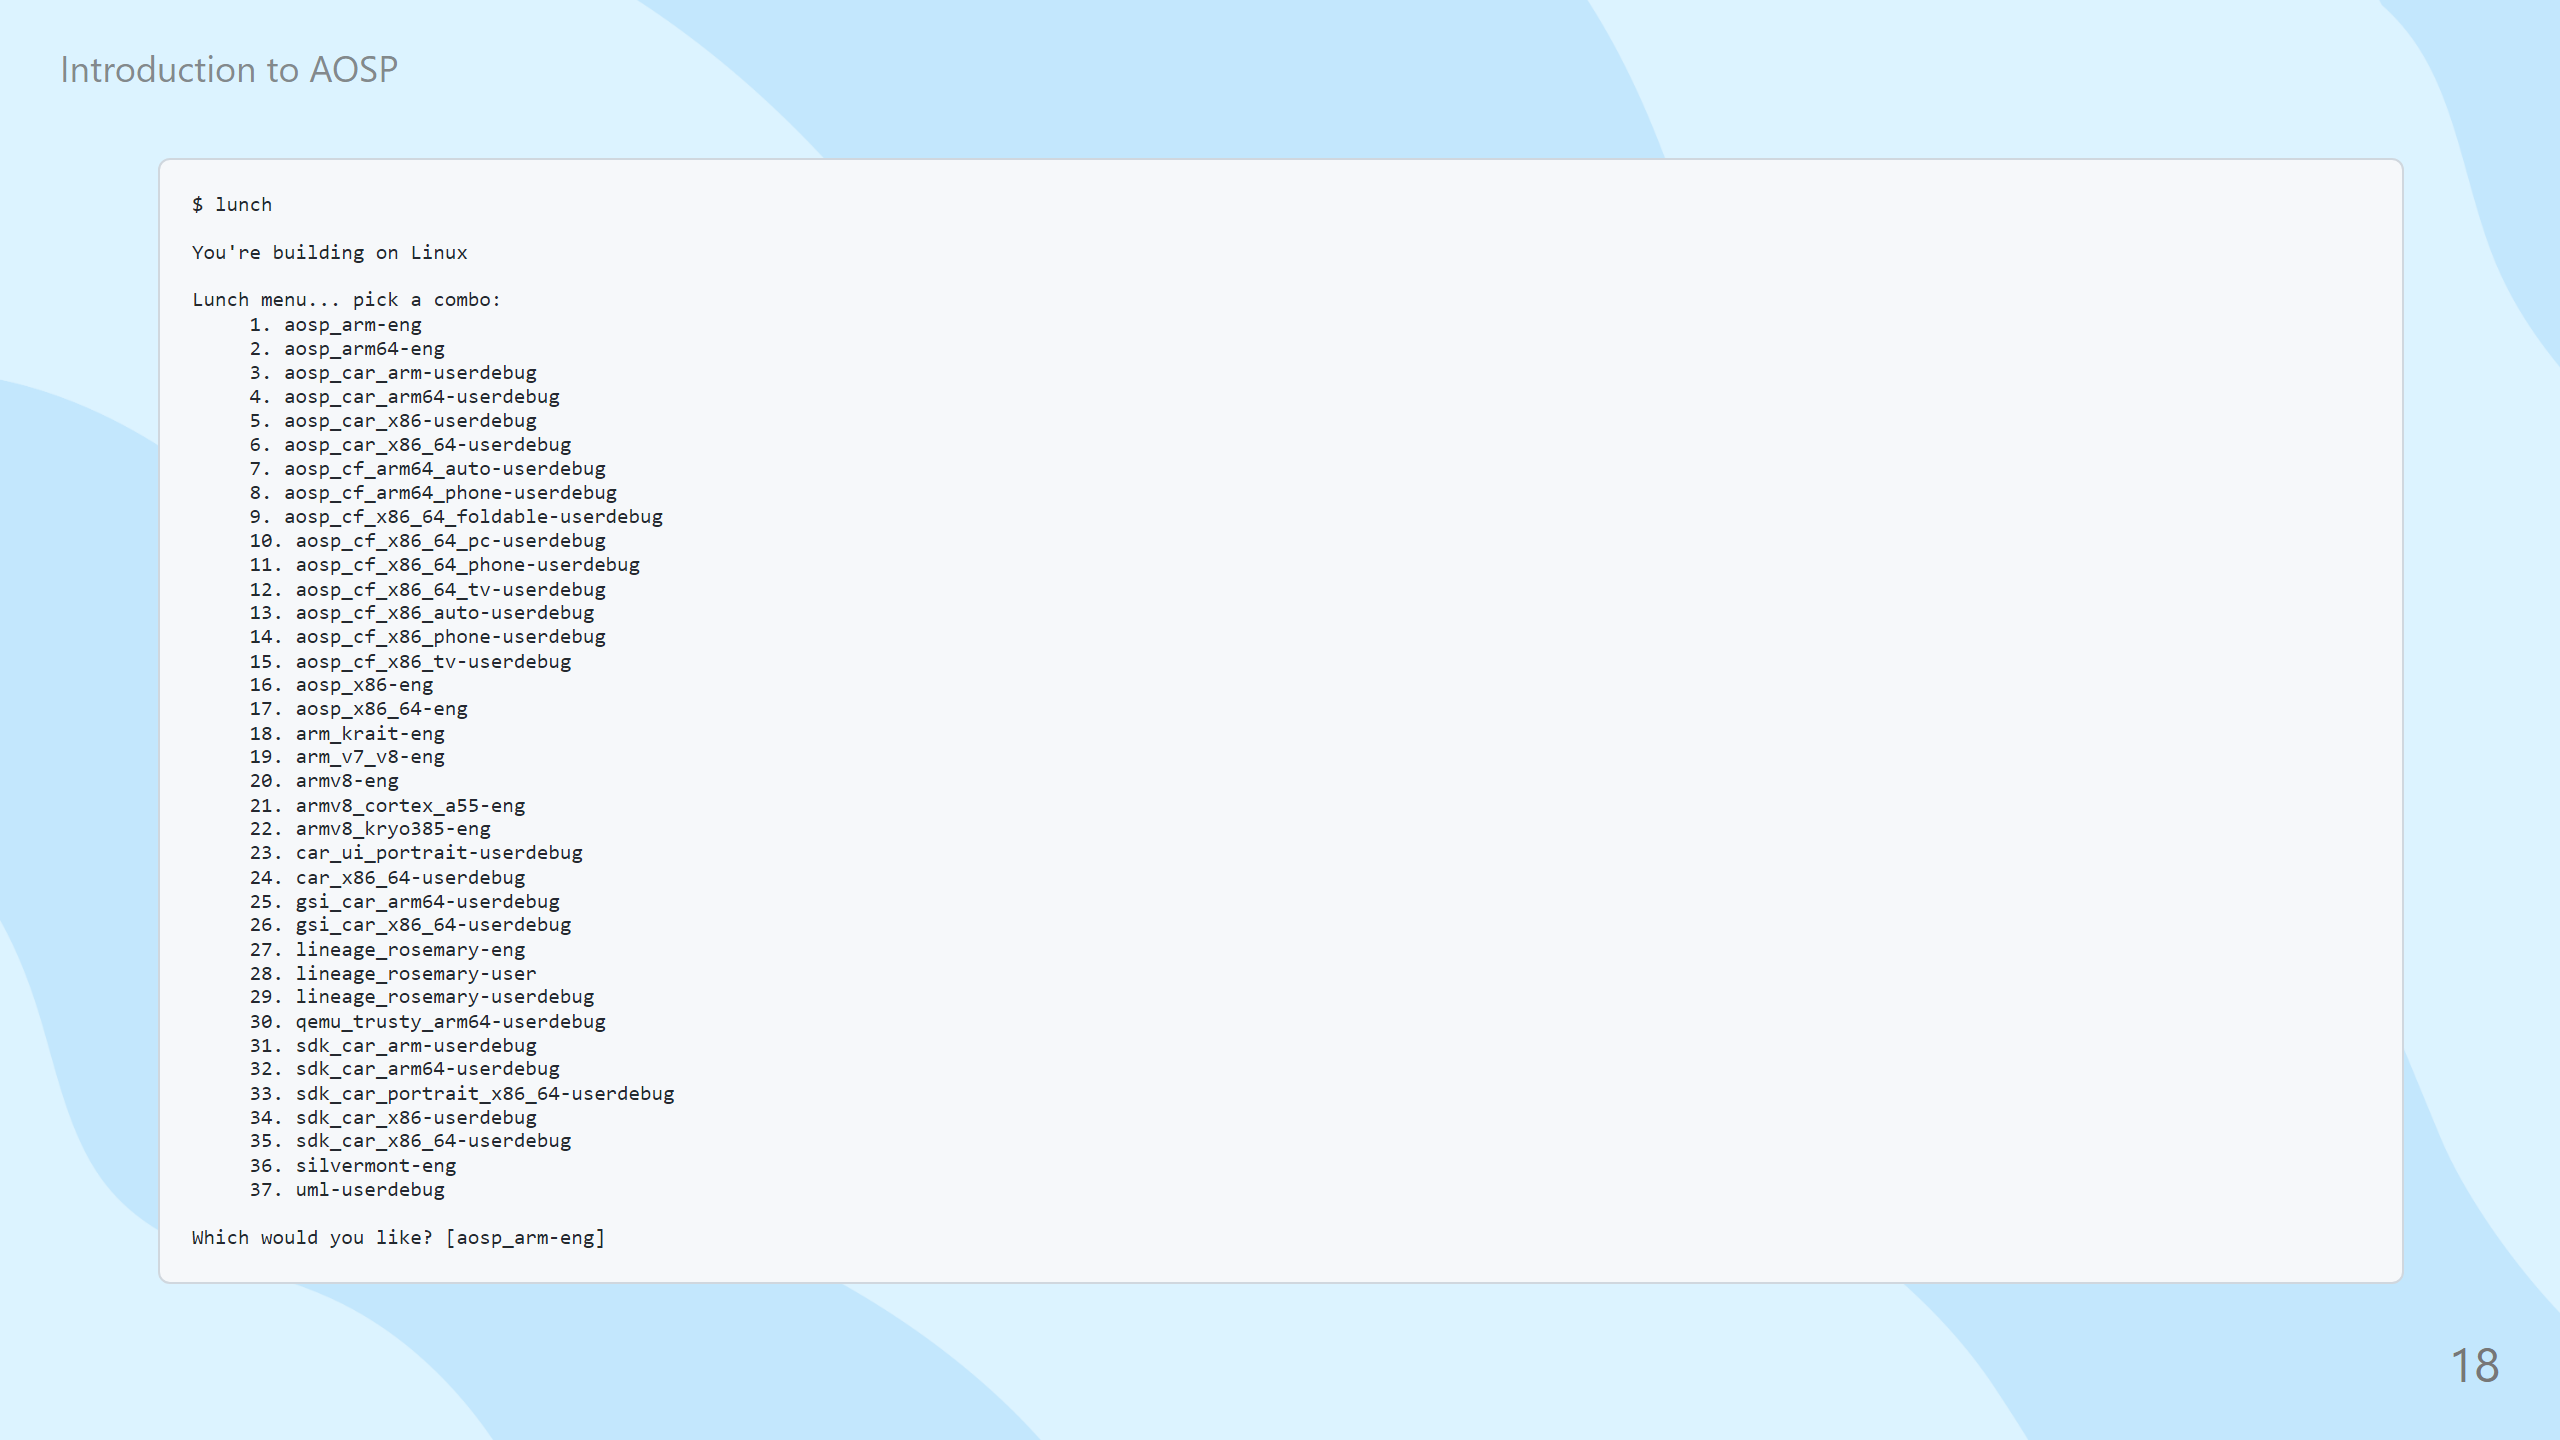 Introduction to AOSP
$ lunch
You're building on Linux
Lunch menu... pick a combo:
1. aosp_arm-eng
2. aosp_arm64-eng
3. aosp_car_arm-userdebug
4. aosp_car_arm64-userdebug
5. aosp_car_x86-userdebug
6. aosp_car_x86_64-userdebug
7. aosp_cf_arm64_auto-userdebug
8. aosp_cf_arm64_phone-userdebug
9. aosp_cf_x86_64_foldable-userdebug
10. aosp_cf_x86_64_pc-userdebug
11. aosp_cf_x86_64_phone-userdebug
12. aosp_cf_x86_64_tv-userdebug
13. aosp_cf_x86_auto-userdebug
14. aosp_cf_x86_phone-userdebug
15. aosp_cf_x86_tv-userdebug
16. aosp_x86-eng
17. aosp_x86_64-eng
18. arm_krait-eng
19. arm_v7_v8-eng
20. armv8-eng
21. armv8_cortex_a55-eng
22. armv8_kryo385-eng
23. car_ui_portrait-userdebug
24. car_x86_64-userdebug
25. gsi_car_arm64-userdebug
26. gsi_car_x86_64-userdebug
27. lineage_rosemary-eng
28. lineage_rosemary-user
29. lineage_rosemary-userdebug
30. qemu_trusty_arm64-userdebug
31. sdk_car_arm-userdebug
32. sdk_car_arm64-userdebug
33. sdk_car_portrait_x86_64-userdebug
34. sdk_car_x86-userdebug
35. sdk_car_x86_64-userdebug
36. silvermont-eng
37. uml-userdebug
Which would you like? [aosp_arm-eng]
18